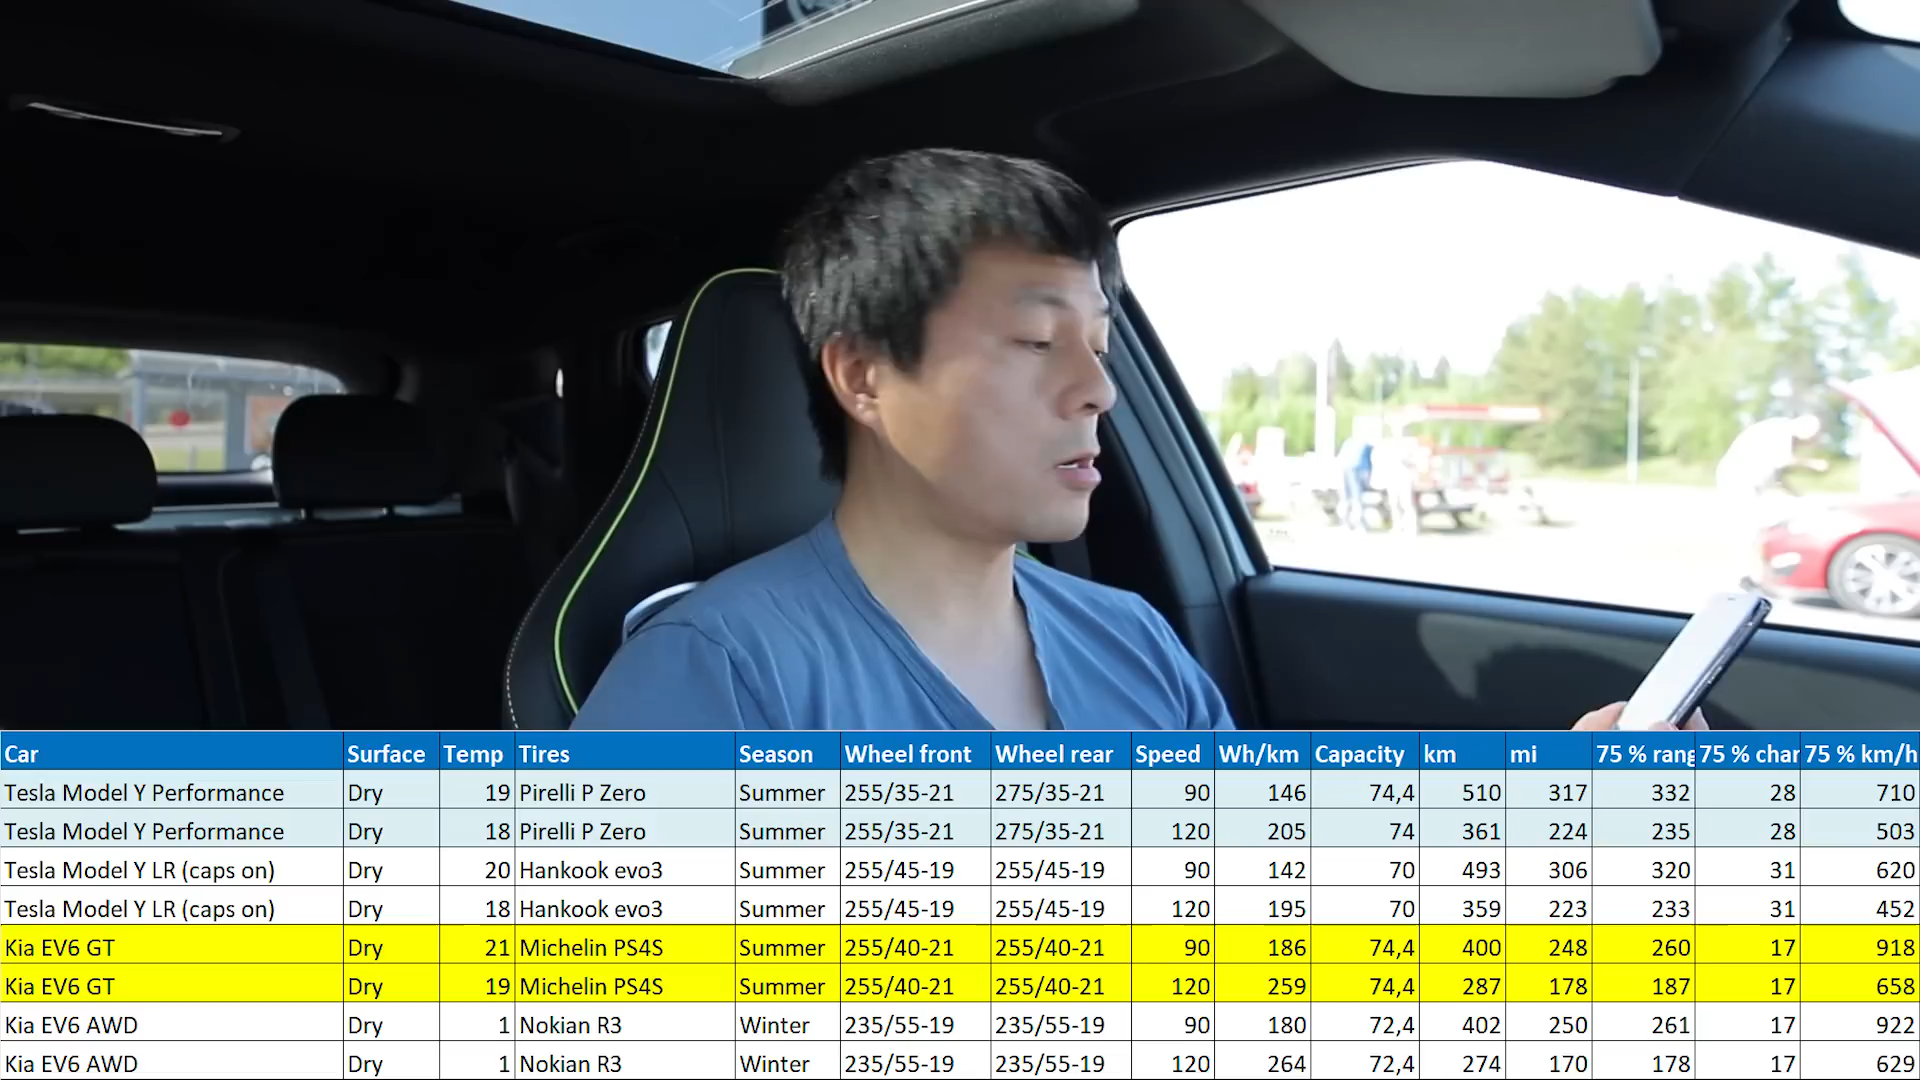 Car Surface Temp Tires Season Wheel front Wheel rear Speed Wh/km Capacity km mi 75 % rang 75 % char 75 % km/h
Tesla Model Y Performance Dry 19 Pirelli P Zero Summer 255/35-21 275/35-21 90 146 74,4 510 317 332 28 710
Tesla Model Y Performance Dry 18 Pirelli P Zero Summer 255/35-21 275/35-21 120 205 74 361 224 235 28 503
Tesla Model Y LR (caps on) Dry 20 Hankook evo3 Summer 255/45-19 255/45-19 90 142 70 493 306 320 31 620
Tesla Model Y LR (caps on) Dry 18 Hankook evo3 Summer 255/45-19 255/45-19 120 195 70 359 223 233 31 452
Kia EV6 GT Dry 21 Michelin PS4S Summer 255/40-21 255/40-21 90 186 74,4 400 248 260 17 918
Kia EV6 GT Dry 19 Michelin PS4S Summer 255/40-21 255/40-21 120 259 74,4 287 178 187 17 658
Kia EV6 AWD Dry 1 Nokian R3 Winter 235/55-19 235/55-19 90 180 72,4 402 250 261 17 922
Kia EV6 AWD Dry 1 Nokian R3 Winter 235/55-19 235/55-19 120 264 72,4 274 170 178 17 629